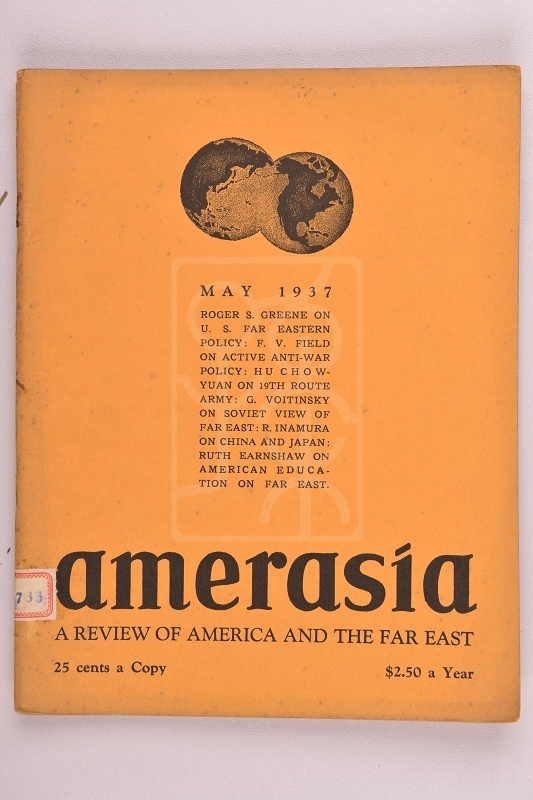 MAY 1937
ROGER S. GREENE ON
U. S. FAR EASTERN
POLICY: F. V. FIELD
ON ACTIVE ANTI-WAR
POLICY: HU CHOW-
YUAN ON 19TH ROUTE
ARMY: G. VOITINSKY
ON SOVIET VIEW OF
FAR EAST: R. INAMURA
ON CHINA AND JAPAN:
RUTH EARNSHAW ON
AMERICAN EDUCA-
TION ON FAR EAST.
amerasia
733
A REVIEW OF AMERICA AND THE FAR EAST
25 cents a Copy
$2.50 a Year